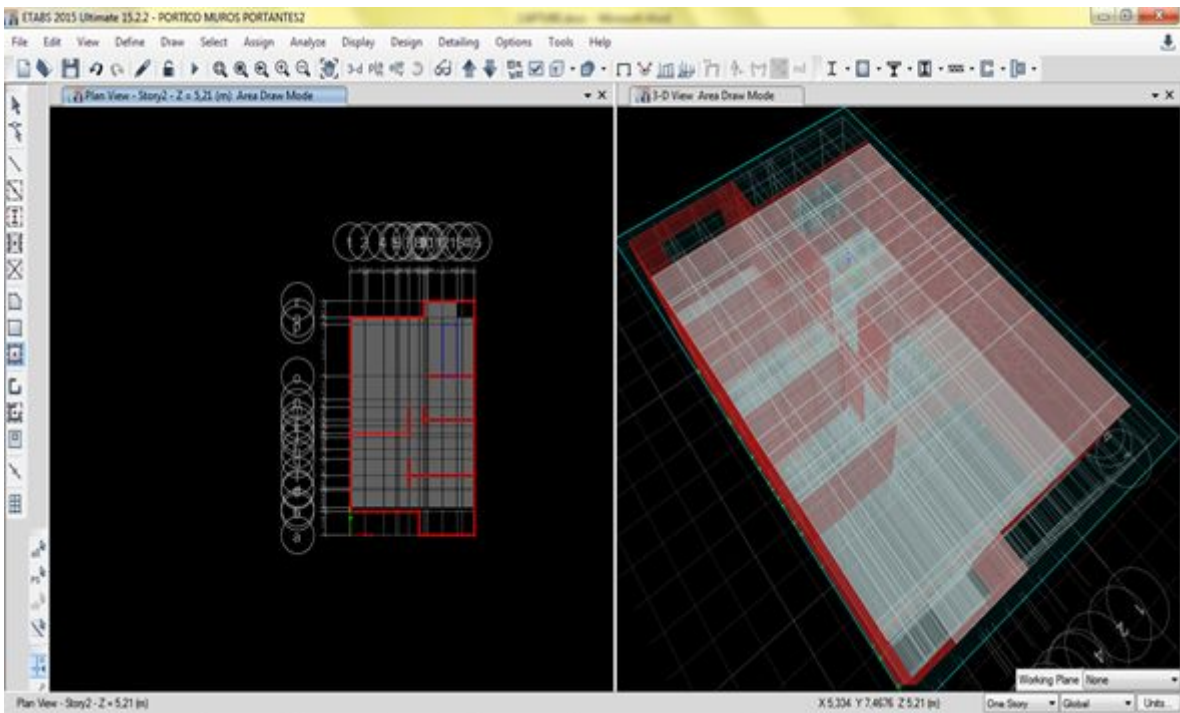 ETABS 2015 Ultimate 15.2.2 - PORTICO MUROS PORTANTES2
File Edit View Define Draw Select Assign Analyze Display Design Detailing Options Tools Help
3-d
Plan View - Story2 - Z = 5,21 (m) Area Draw Mode
3-D View Area Draw Mode
Working Plane None
Plan View - Story2 - Z = 5,21 (m)
X 5,334 Y 7,4676 Z 5,21 (m)
One Story
Global
Units...